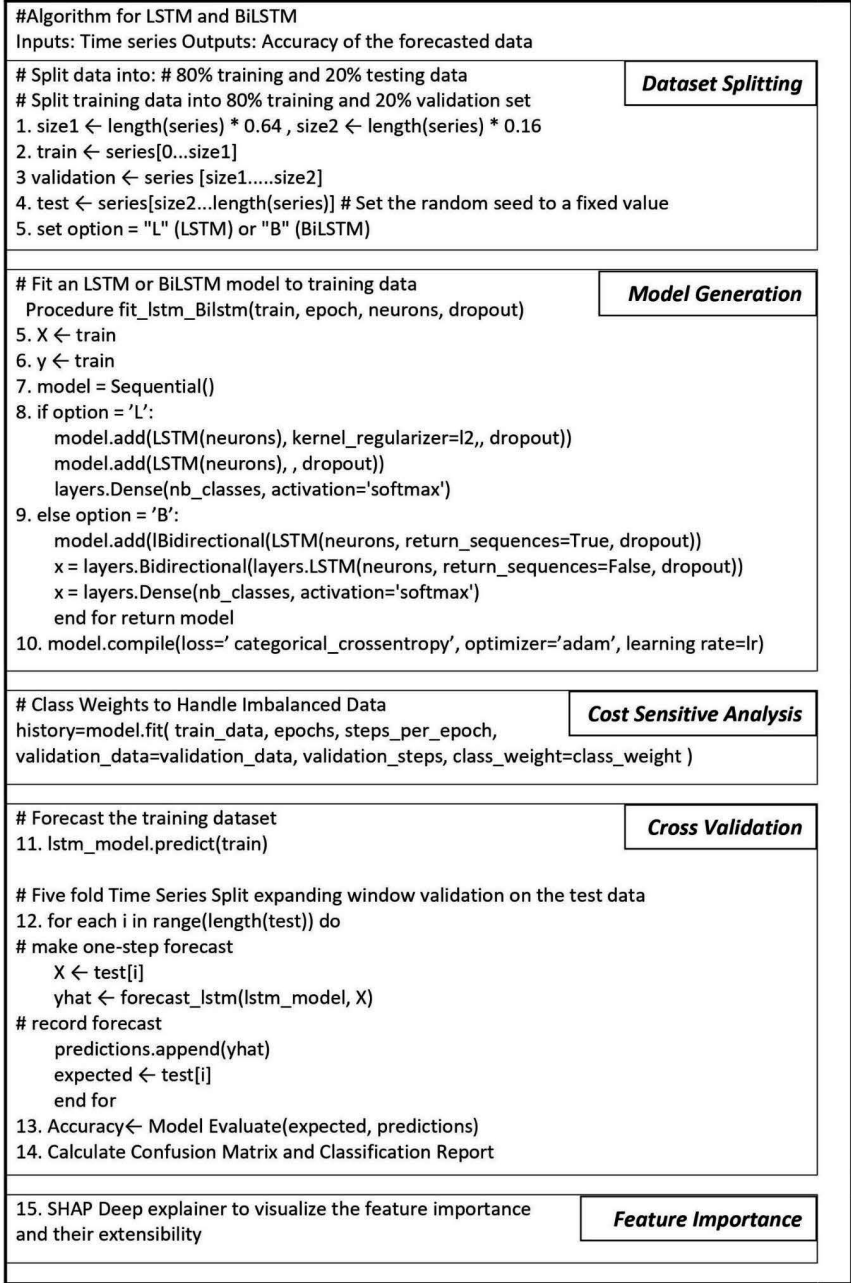 #Algorithm for LSTM and BiLSTM
Inputs: Time series Outputs: Accuracy of the forecasted data
# Split data into: # 80% training and 20% testing data
Dataset Splitting
# Split training data into 80% training and 20% validation set
1. size1 ← length(series) * 0.64 , size2 ← length(series) * 0.16
2. train ← series[0...size1]
3 validation ← series [size1.....size2]
4. test ← series[size2...length(series)] # Set the random seed to a fixed value
5. set option = "L" (LSTM) or "B" (BiLSTM)
# Fit an LSTM or BiLSTM model to training data
Model Generation
Procedure fit_lstm_Bilstm(train, epoch, neurons, dropout)
5. X ← train
6. y ← train
7. model = Sequential()
8. if option = ’L’:
model.add(LSTM(neurons), kernel_regularizer=l2,, dropout))
model.add(LSTM(neurons), , dropout))
layers.Dense(nb_classes, activation='softmax')
9. else option = ’B’:
model.add(lBidirectional(LSTM(neurons, return_sequences=True, dropout))
x = layers.Bidirectional(layers.LSTM(neurons, return_sequences=False, dropout))
x = layers.Dense(nb_classes, activation='softmax')
end for return model
10. model.compile(loss=’ categorical_crossentropy’, optimizer=’adam’, learning rate=lr)
# Class Weights to Handle Imbalanced Data
Cost Sensitive Analysis
history=model.fit( train_data, epochs, steps_per_epoch,
validation_data=validation_data, validation_steps, class_weight=class_weight )
# Forecast the training dataset
Cross Validation
11. lstm_model.predict(train)
# Five fold Time Series Split expanding window validation on the test data
12. for each i in range(length(test)) do
# make one-step forecast
X ← test[i]
yhat ← forecast_lstm(lstm_model, X)
# record forecast
predictions.append(yhat)
expected ← test[i]
end for
13. Accuracy← Model Evaluate(expected, predictions)
14. Calculate Confusion Matrix and Classification Report
15. SHAP Deep explainer to visualize the feature importance
Feature Importance
and their extensibility